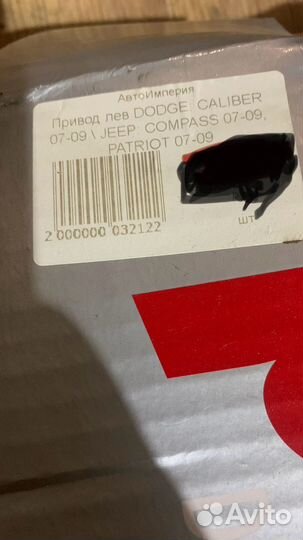 АвтоИмперия
Привод лев DODGE: CALIBER
07-09 \ JEEP: COMPASS 07-09,
PATRIOT 07-09
шт
2 000000 032122
Avito